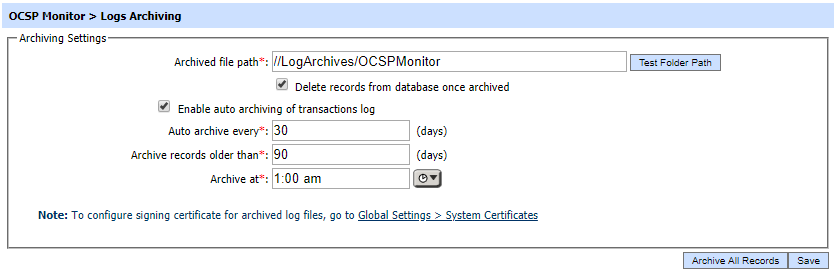 OCSP Monitor > Logs Archiving
Archiving Settings
Archived file path*: //LogArchives/OCSPMonitor Test Folder Path
Delete records from database once archived
Enable auto archiving of transactions log
Auto archive every*: 30 (days)
Archive records older than*: 90 (days)
Archive at*: 1:00 am
Note: To configure signing certificate for archived log files, go to Global Settings > System Certificates
Archive All Records Save